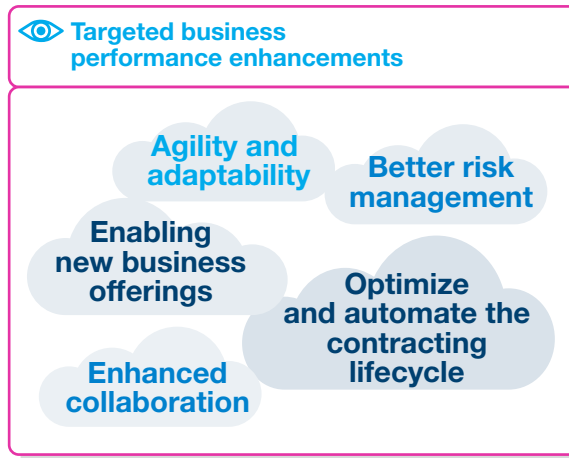 Targeted business
performance enhancements
Agility and
adaptability
Better risk
management
Enabling
new business
offerings
Optimize
and automate the
contracting
lifecycle
Enhanced
collaboration